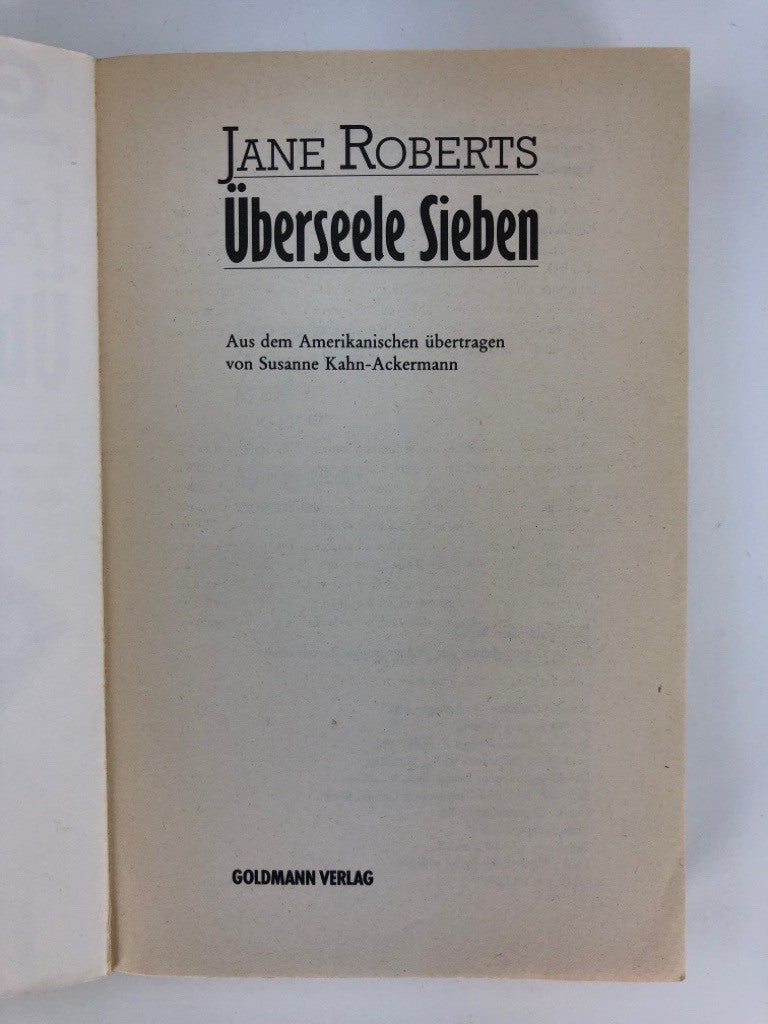 JANE ROBERTS
Überseele Sieben
Aus dem Amerikanischen übertragen
von Susanne Kahn-Ackermann
GOLDMANN VERLAG